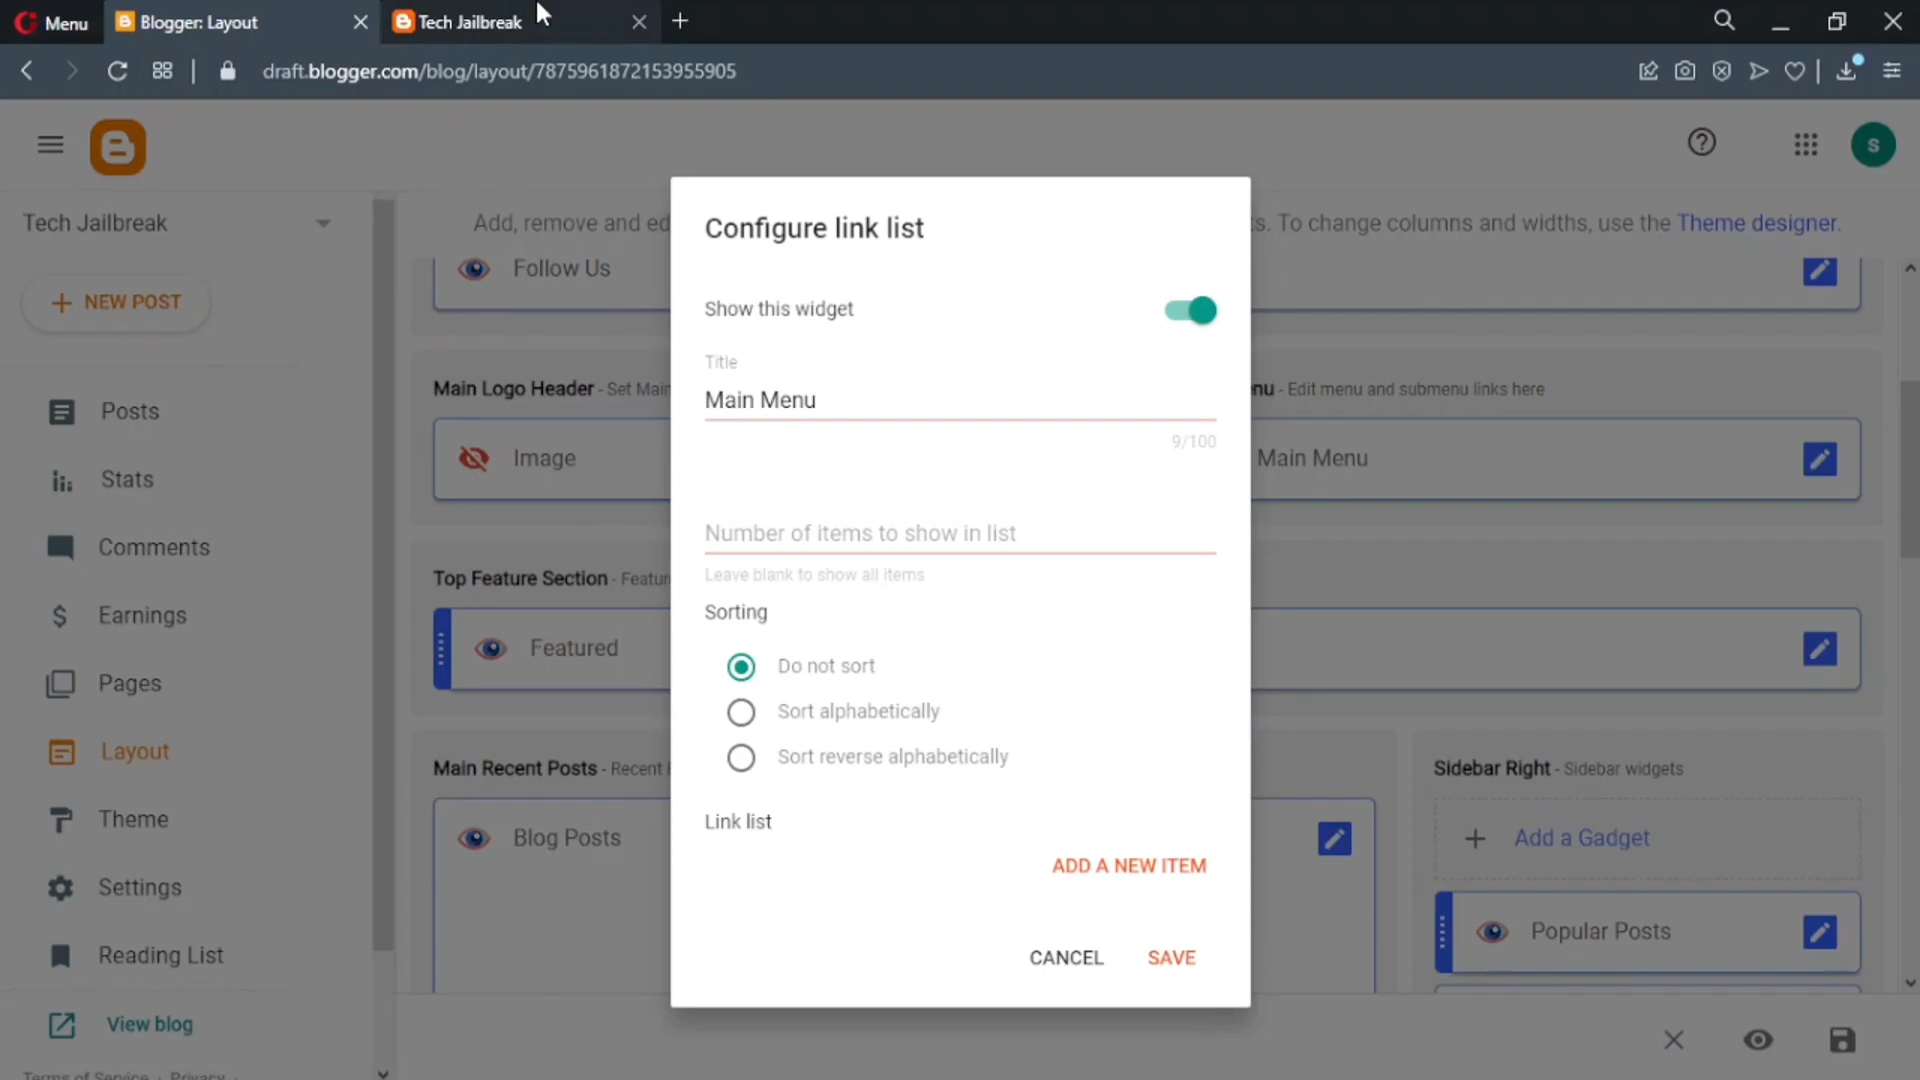 Menu
Blogger: Layout
Tech Jailbreak
draft.blogger.com/blog/layout/7875961872153955905
S
Tech Jailbreak
NEW POST
Posts
Stats
Comments
Earnings
Pages
Layout
Theme
Settings
Reading List
View blog
Terms of Service · Privacy ·
Add, remove and ed
s. To change columns and widths, use the Theme designer.
Follow Us
Main Logo Header - Set Main
nu - Edit menu and submenu links here
Image
Main Menu
Top Feature Section - Featur
Featured
Main Recent Posts - Recent
Blog Posts
Sidebar Right - Sidebar widgets
Add a Gadget
Popular Posts
Configure link list
Show this widget
Title
Main Menu
9/100
Number of items to show in list
Leave blank to show all items
Sorting
Do not sort
Sort alphabetically
Sort reverse alphabetically
Link list
ADD A NEW ITEM
CANCEL
SAVE